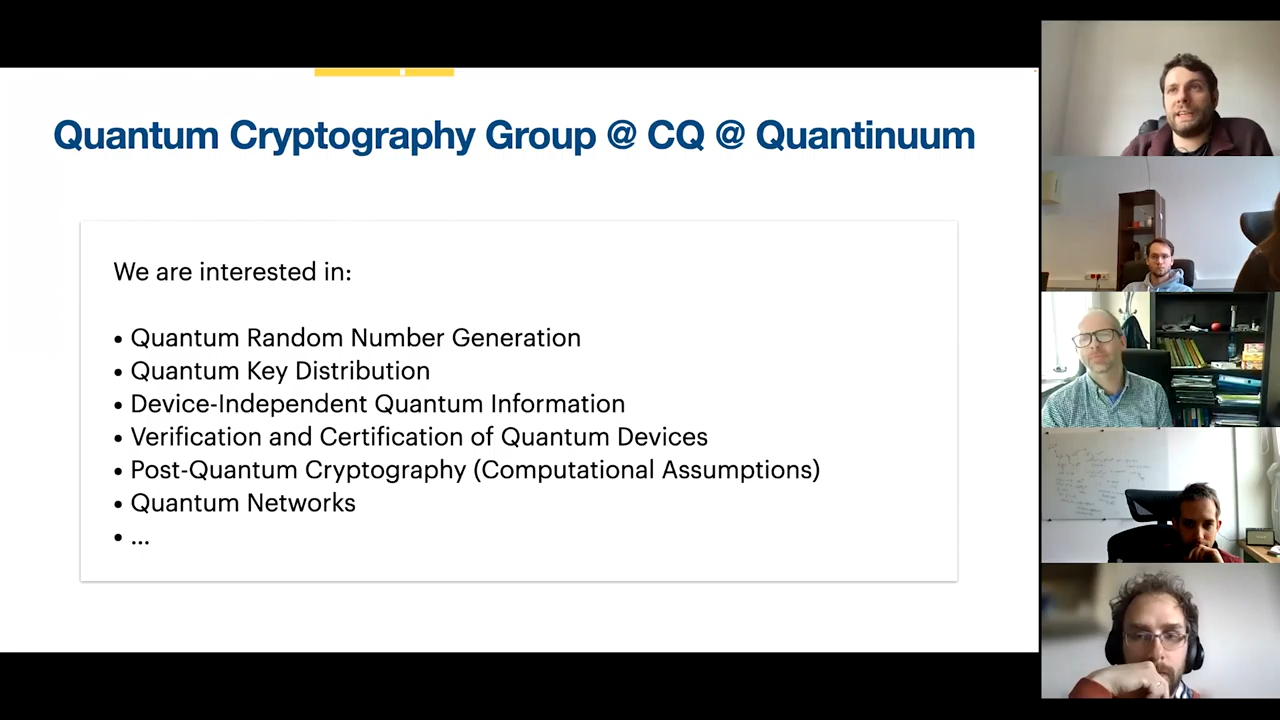 Quantum Cryptography Group @ CQ @ Quantinuum
We are interested in:
• Quantum Random Number Generation
• Quantum Key Distribution
• Device-Independent Quantum Information
• Verification and Certification of Quantum Devices
• Post-Quantum Cryptography (Computational Assumptions)
• Quantum Networks
• ...